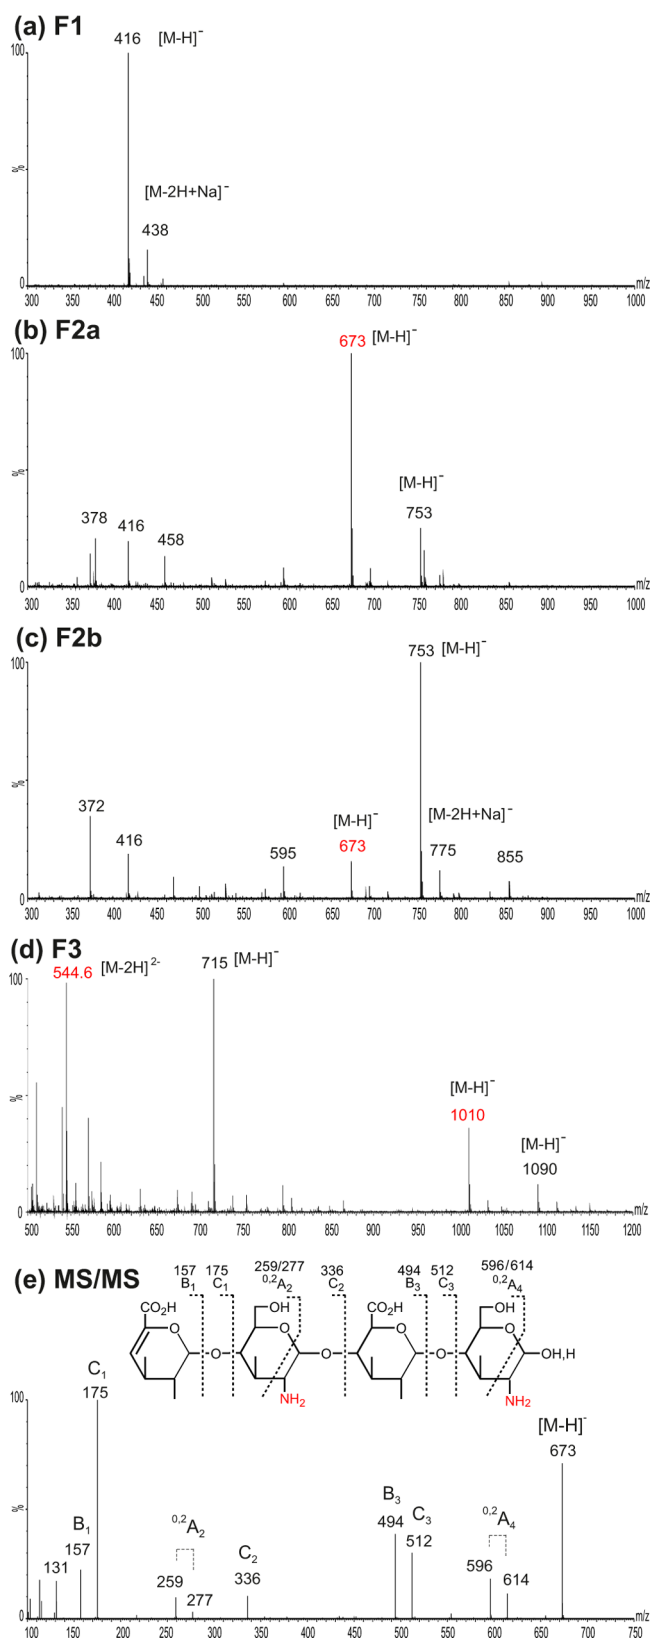 (a) F1
416 [M-H]⁻
100
[M-2H+Na]⁻
438
%
0
300 350 400 450 500 550 600 650 700 750 800 850 900 950 1000 m/z
(b) F2a
673 [M-H]⁻
100
[M-H]⁻
753
%
378 416 458
0
300 350 400 450 500 550 600 650 700 750 800 850 900 950 1000 m/z
(c) F2b
753 [M-H]⁻
100
%
372
[M-H]⁻ [M-2H+Na]⁻
416 595 673 775 855
0
300 350 400 450 500 550 600 650 700 750 800 850 900 950 1000 m/z
(d) F3
544.6 [M-2H]²⁻ 715 [M-H]⁻
100
%
[M-H]⁻
1010
[M-H]⁻
1090
0
500 550 600 650 700 750 800 850 900 950 1000 1050 1100 1150 1200 m/z
(e) MS/MS
157 175 259/277 336 494 512 596/614
B₁ C₁ ⁰,²A₂ C₂ B₃ C₃ ⁰,²A₄
CO₂H OH CO₂H OH
O O O O
O O O OH,H
NH₂ NH₂
C₁
100 175
[M-H]⁻
673
%
B₁
157
131
⁰,²A₂
259 277
C₂
336
B₃
494
C₃
512
⁰,²A₄
596 614
0
100 150 200 250 300 350 400 450 500 550 600 650 700 750 m/z